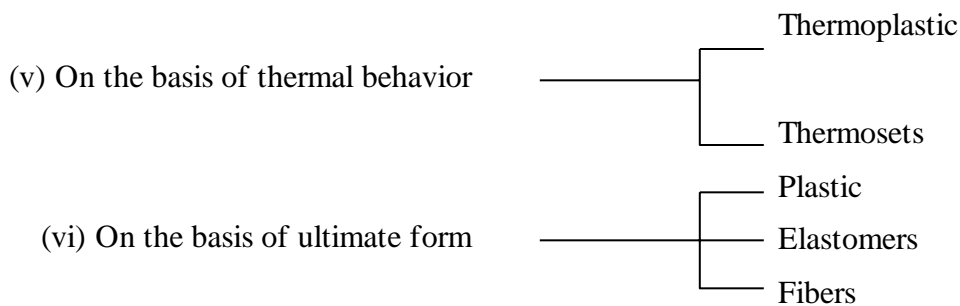 Thermoplastic
(v) On the basis of thermal behavior
Thermosets
Plastic
(vi) On the basis of ultimate form
Elastomers
Fibers